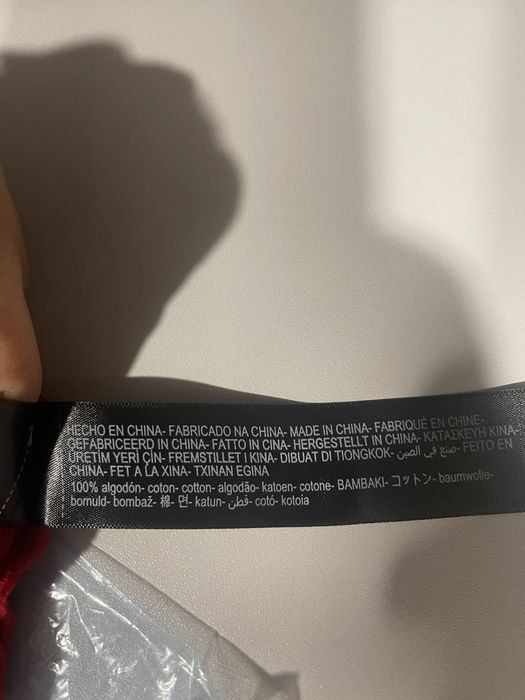 HECHO EN CHINA- FABRICADO NA CHINA- MADE IN CHINA- FABRIQUÉ EN CHINE-
GEFABRICEERD IN CHINA- FATTO IN CINA- HERGESTELLT IN CHINA- ΚΑΤΑΣΚΕΥΗ ΚΙΝΑ-
ÜRETİM YERİ ÇİN- FREMSTILLET I KINA- DIBUAT DI TIONGKOK- صنع في الصين- FEITO EN
CHINA- FET A LA XINA- TXINAN EGINA
100% algodón- coton- cotton- algodão- katoen- cotone- BAMBAKI- コットン- baumwolle-
bomuld- bombaž- 棉- 면- katun- قطن- cotó- kotoia